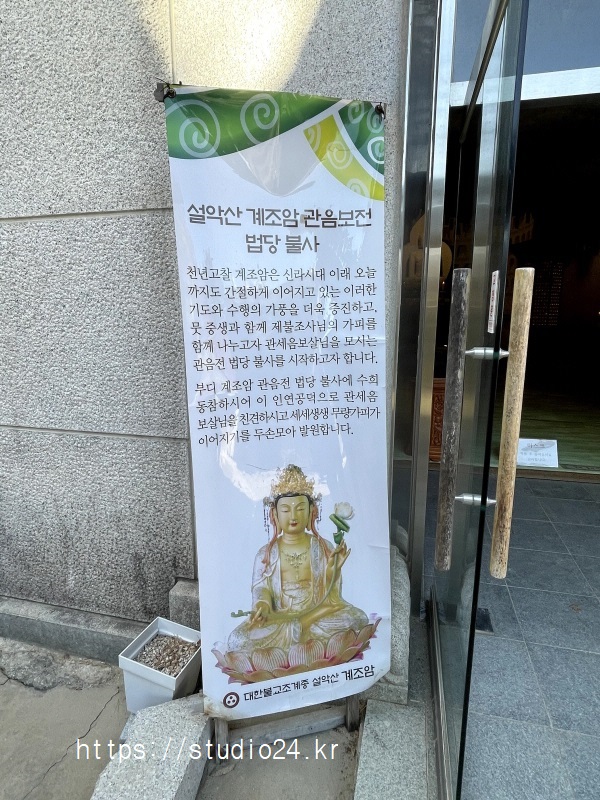 설악산 계조암 관음보전
법당 불사
천년고찰 계조암은 신라시대 이래 오늘
까지도 간절하게 이어지고 있는 이러한
기도와 수행의 가풍을 더욱 증진하고,
뭇 중생과 함께 제불조사님의 가피를
함께 나누고자 관세음보살님을 모시는
관음전 법당 불사를 시작하고자 합니다.
부디 계조암 관음전 법당 불사에 수희
동참하시어 이 인연공덕으로 관세음
보살님을 친견하시고 세세생생 무량가피가
이어지기를 두손모아 발원합니다.
대한불교조계종 설악산 계조암
https://studio24.kr